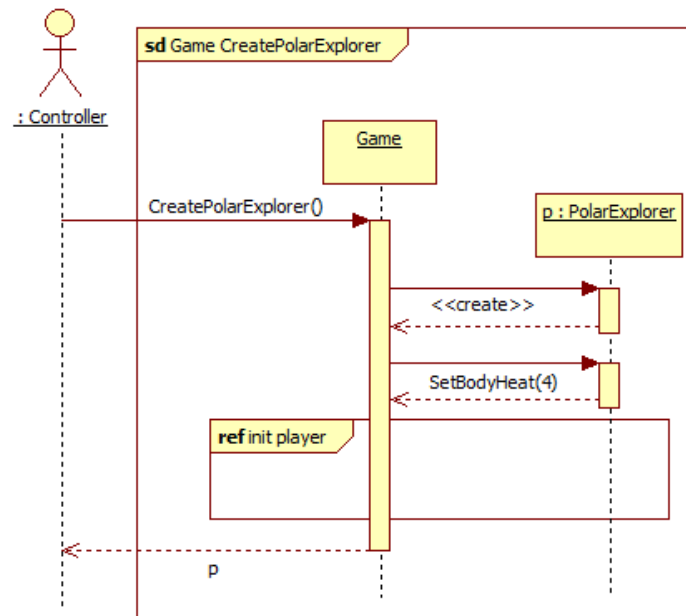 sd Game CreatePolarExplorer
: Controller
Game
p : PolarExplorer
CreatePolarExplorer()
<<create>>
SetBodyHeat(4)
ref init player
p